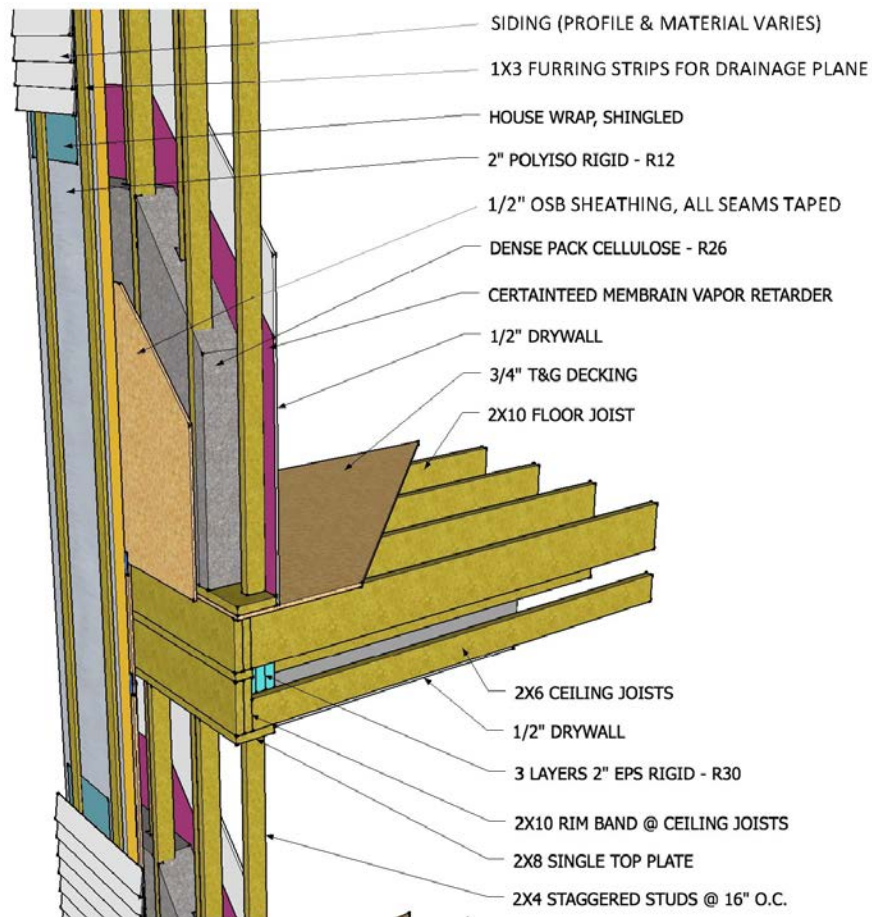 SIDING (PROFILE & MATERIAL VARIES)
1X3 FURRING STRIPS FOR DRAINAGE PLANE
HOUSE WRAP, SHINGLED
2" POLYISO RIGID - R12
1/2" OSB SHEATHING, ALL SEAMS TAPED
DENSE PACK CELLULOSE - R26
CERTAINTEED MEMBRAIN VAPOR RETARDER
1/2" DRYWALL
3/4" T&G DECKING
2X10 FLOOR JOIST
2X6 CEILING JOISTS
1/2" DRYWALL
3 LAYERS 2" EPS RIGID - R30
2X10 RIM BAND @ CEILING JOISTS
2X8 SINGLE TOP PLATE
2X4 STAGGERED STUDS @ 16" O.C.